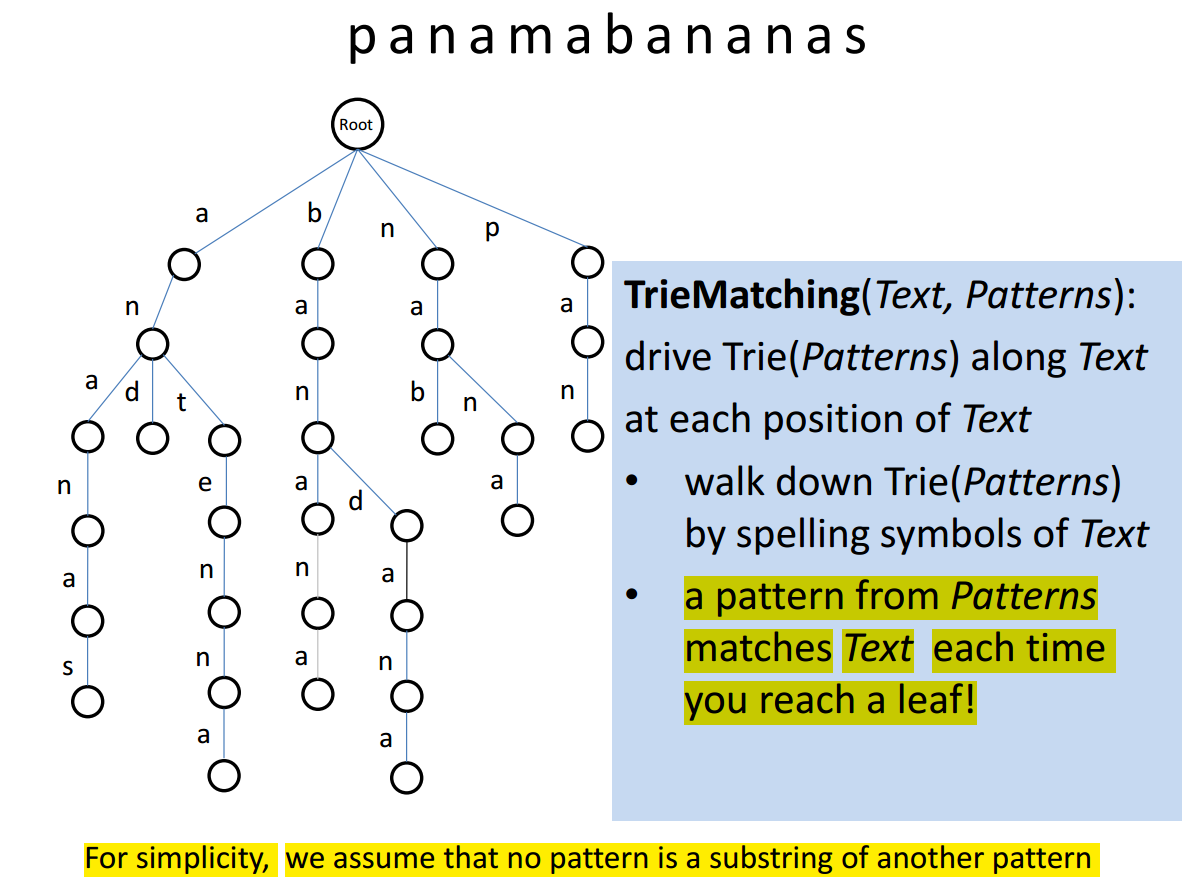 p a n a m a b a n a n a s
Root
a b n p
n a a a
a d t n b n n
n e a d a
a n n a
s n a n
a a
TrieMatching(Text, Patterns):
drive Trie(Patterns) along Text
at each position of Text
• walk down Trie(Patterns)
by spelling symbols of Text
• a pattern from Patterns
matches Text each time
you reach a leaf!
For simplicity, we assume that no pattern is a substring of another pattern